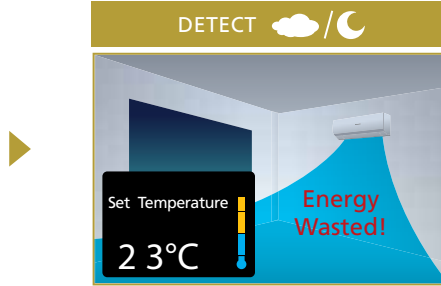 DETECT /
Set Temperature
2 3°C
Energy
Wasted!